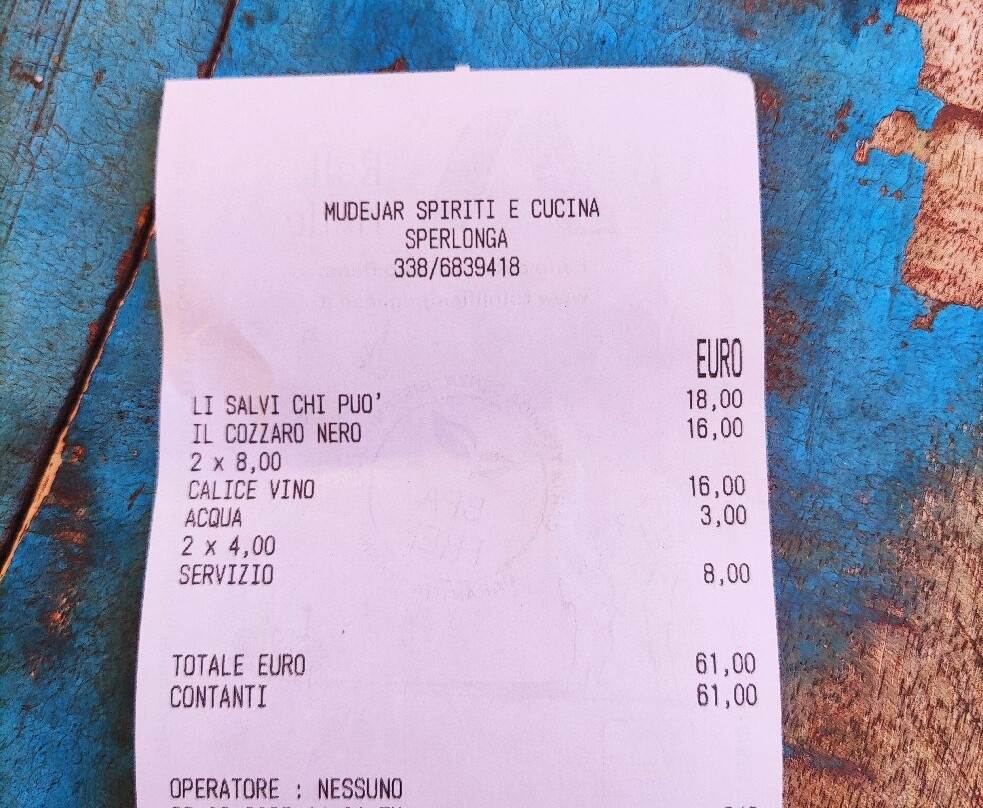 MUDEJAR SPIRITI E CUCINA
SPERLONGA
338/6839418
EURO
LI SALVI CHI PUO' 18,00
IL COZZARO NERO 16,00
2 x 8,00
CALICE VINO 16,00
ACQUA 3,00
2 x 4,00
SERVIZIO 8,00
TOTALE EURO 61,00
CONTANTI 61,00
OPERATORE : NESSUNO